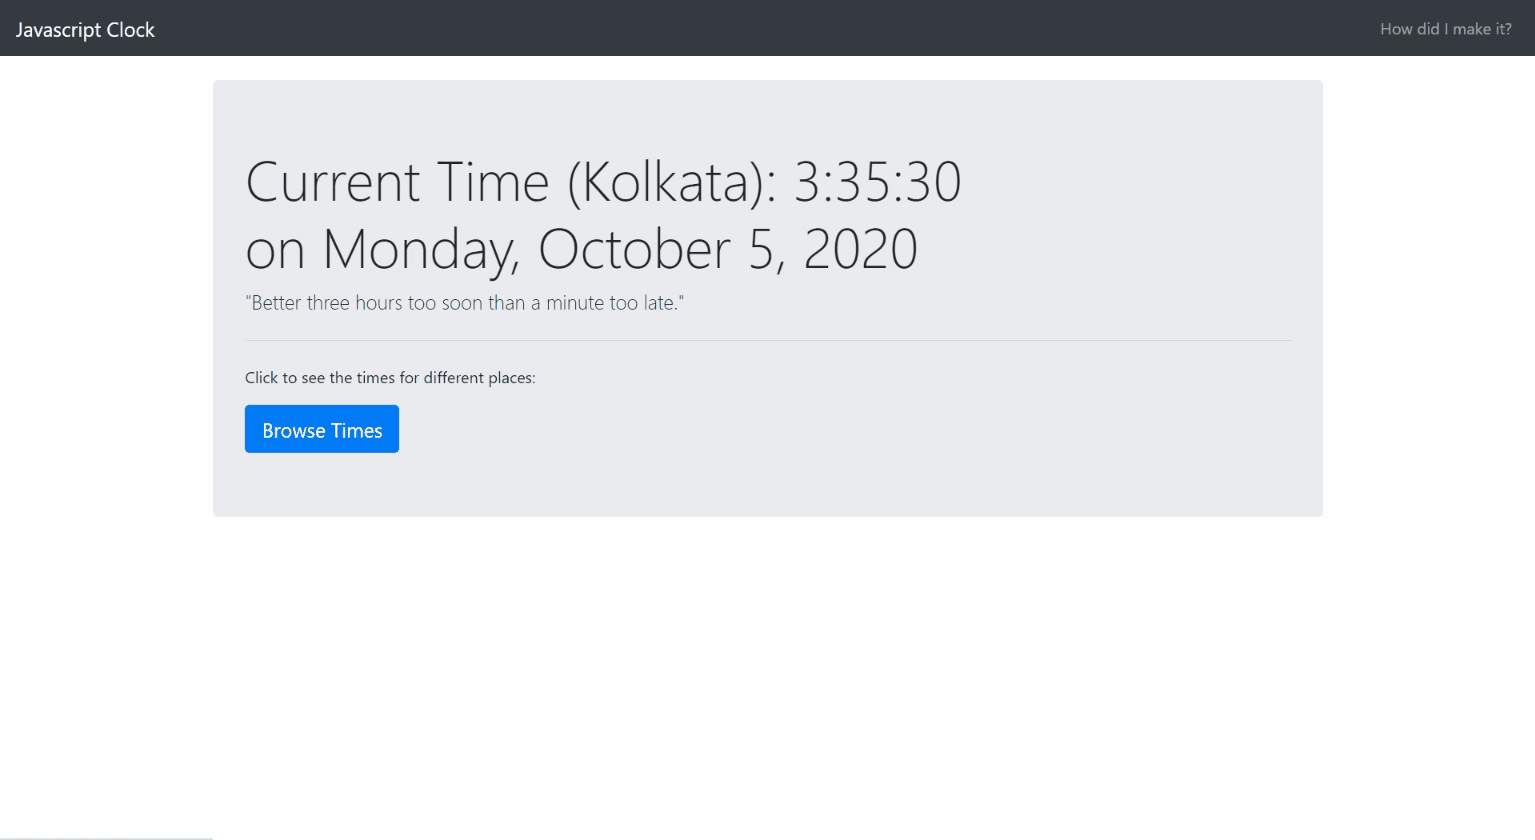 Javascript Clock
How did I make it?
Current Time (Kolkata): 3:35:30
on Monday, October 5, 2020
"Better three hours too soon than a minute too late."
Click to see the times for different places:
Browse Times